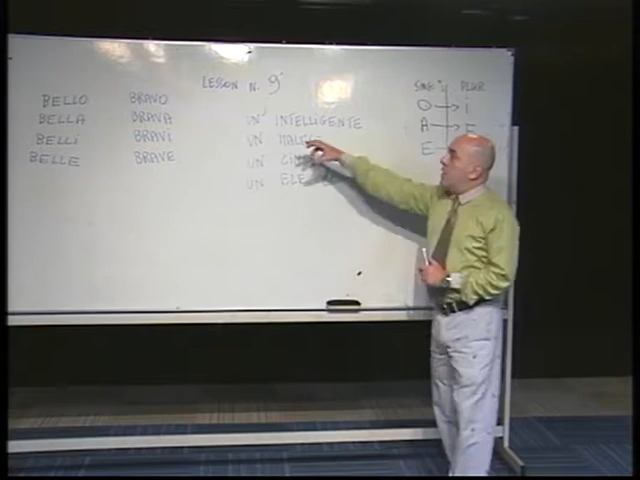 LESSON N. 9°
BELLO BRAVO
BELLA BRAVA
BELLI BRAVI
BELLE BRAVE
UN' INTELLIGENTE
UN
UN
UN
SING. PLUR.
O → i
A → E
E